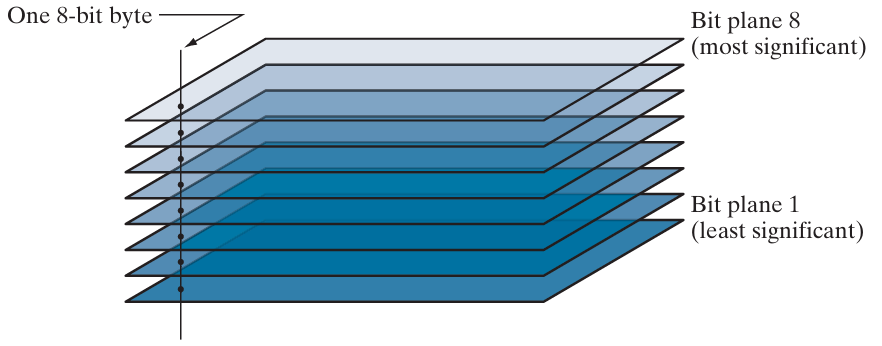 One 8-bit byte
Bit plane 8
(most significant)
Bit plane 1
(least significant)